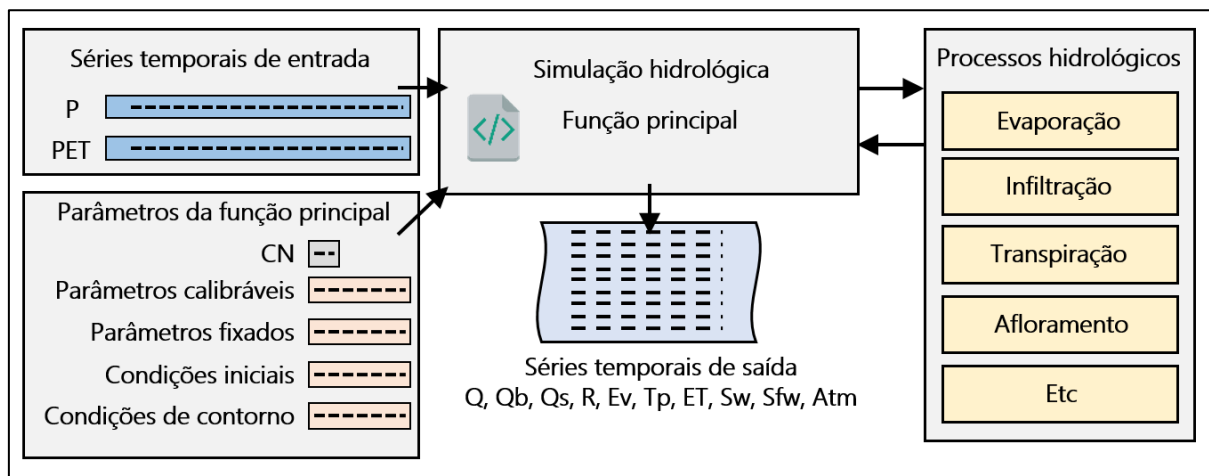 Séries temporais de entrada
P
PET
Parâmetros da função principal
CN
Parâmetros calibráveis
Parâmetros fixados
Condições iniciais
Condições de contorno
Simulação hidrológica
</>
Função principal
Séries temporais de saída
Q, Qb, Qs, R, Ev, Tp, ET, Sw, Sfw, Atm
Processos hidrológicos
Evaporação
Infiltração
Transpiração
Afloramento
Etc